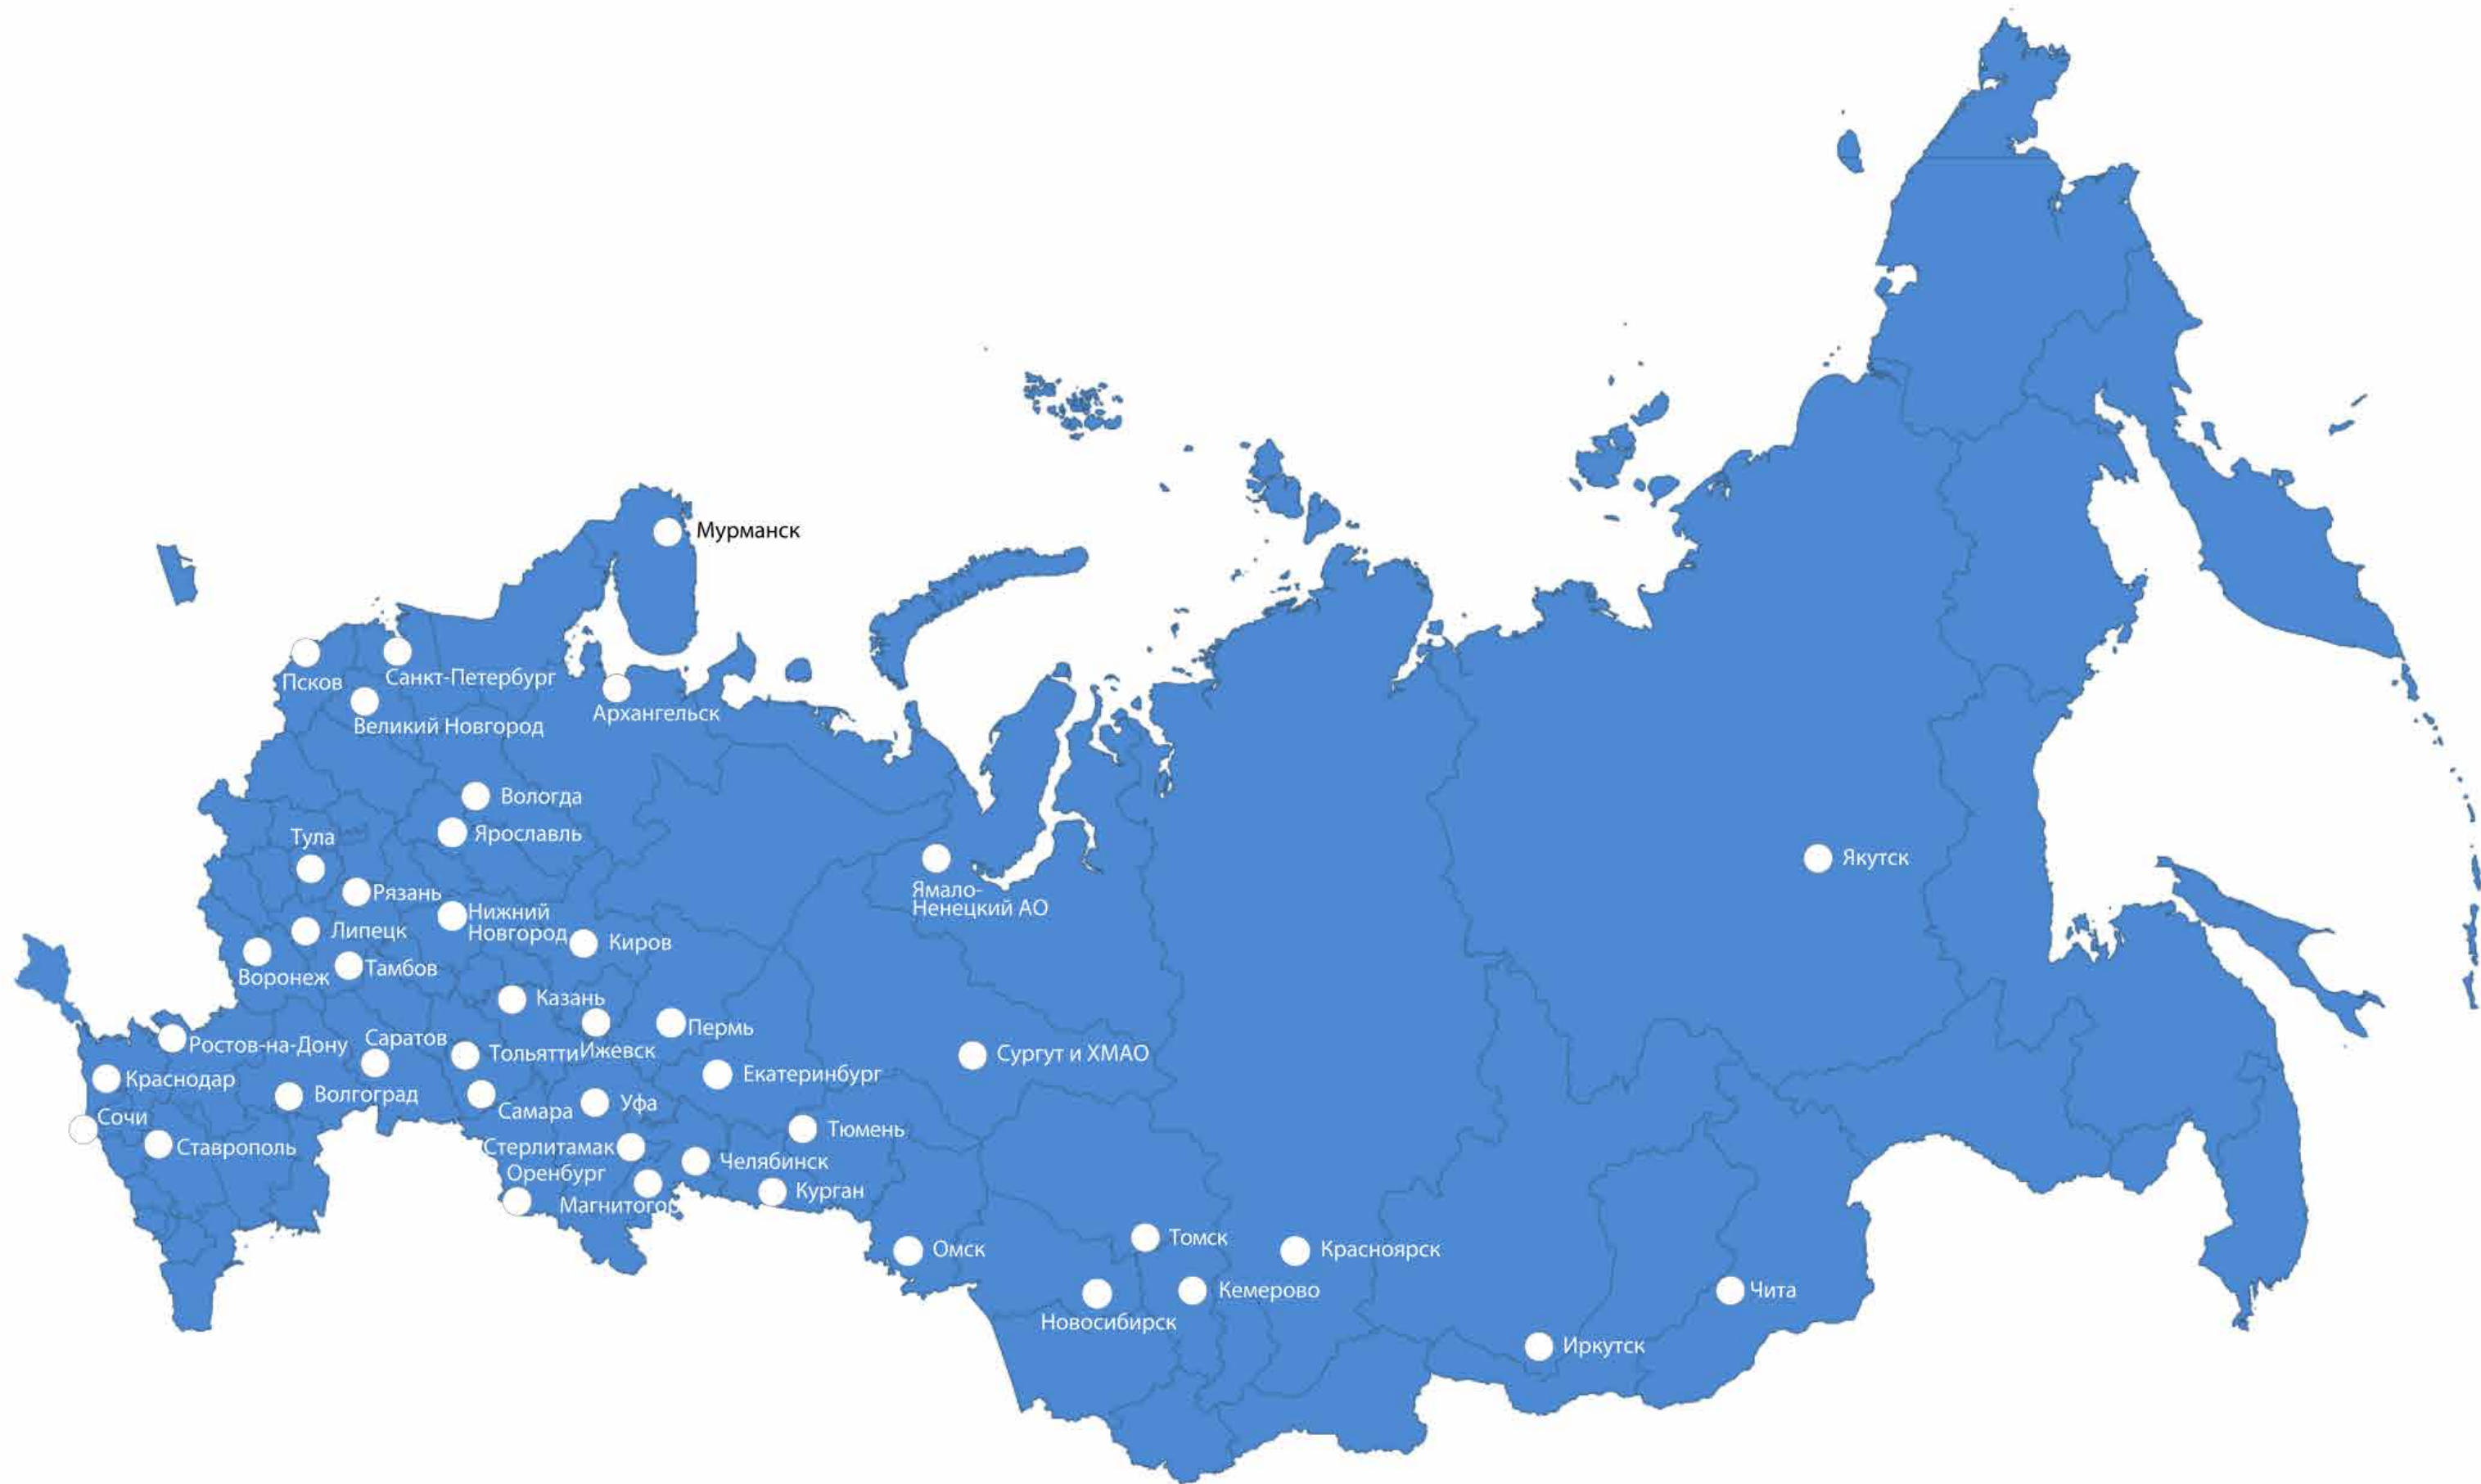 Мурманск
Псков
Санкт-Петербург
Великий Новгород
Архангельск
Вологда
Ярославль
Тула
Рязань
Ямало-
Ненецкий АО
Якутск
Нижний
Новгород
Липецк
Киров
Воронеж
Тамбов
Казань
Пермь
Ростов-на-Дону
Саратов
Тольятти
Ижевск
Сургут и ХМАО
Краснодар
Волгоград
Екатеринбург
Самара
Уфа
Сочи
Тюмень
Ставрополь
Стерлитамак
Челябинск
Оренбург
Курган
Магнитогор
Томск
Омск
Красноярск
Кемерово
Чита
Новосибирск
Иркутск